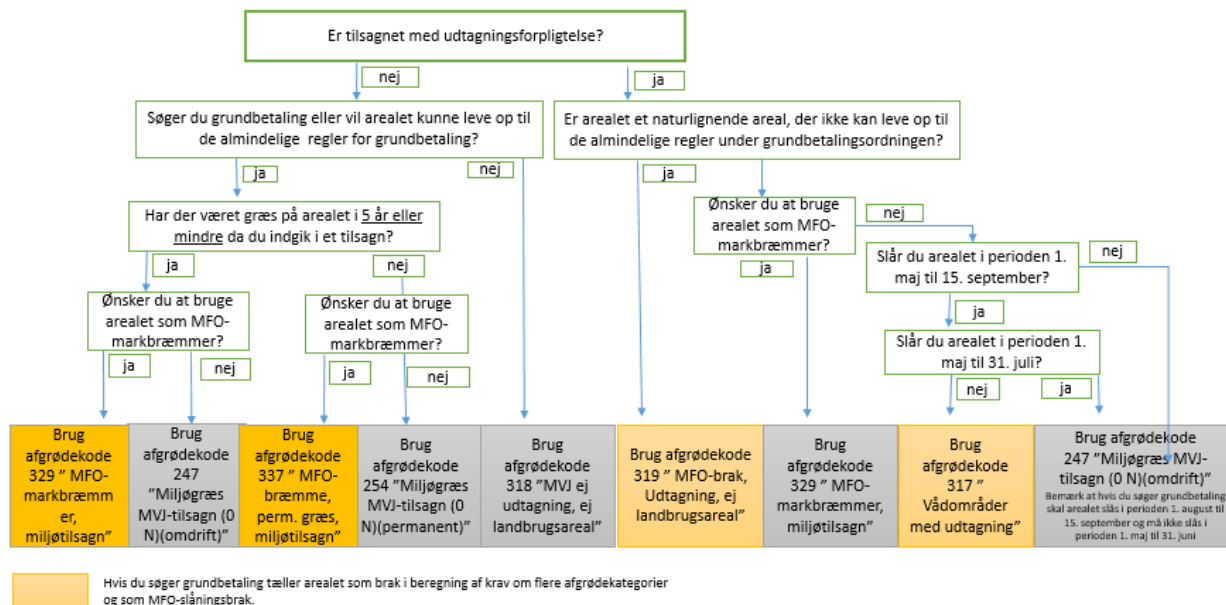 Er tilsagnet med udtagningsforpligtelse?
nej
ja
Søger du grundbetaling eller vil arealet kunne leve op til
de almindelige regler for grundbetaling?
Er arealet et naturlignende areal, der ikke kan leve op til
de almindelige regler under grundbetalingsordningen?
ja
nej
ja
Har der været græs på arealet i 5 år eller
mindre da du indgik i et tilsagn?
Ønsker du at bruge
arealet som MFO-
markbræmmer?
nej
ja
nej
ja
Slår du arealet i perioden 1.
maj til 15. september?
nej
ja
Ønsker du at bruge
arealet som MFO-
markbræmmer?
Ønsker du at bruge
arealet som MFO-
markbræmmer?
Slår du arealet i perioden 1.
maj til 31. juli?
ja
nej
ja
nej
nej
ja
Brug
afgrødekode
329 " MFO-
markbræmm
er,
miljøtilsagn"
Brug
afgrødekode
247
"Miljøgræs
MVJ-tilsagn (0
N)(omdrift)"
Brug
afgrødekode
337 " MFO-
bræmme,
perm. græs,
miljøtilsagn"
Brug
afgrødekode
254 "Miljøgræs
MVJ-tilsagn (0
N)(permanent)"
Brug
afgrødekode
318 "MVJ ej
udtagning, ej
landbrugsareal"
Brug afgrødekode
319 " MFO-brak,
Udtagning, ej
landbrugsareal"
Brug
afgrødekode
329 " MFO-
markbræmmer,
miljøtilsagn"
Brug
afgrødekode
317 "
Vådområder
med udtagning"
Brug afgrødekode
247 "Miljøgræs MVJ-
tilsagn (0 N)(omdrift)"
Bemærk at hvis du søger grundbetaling
skal arealet slås i perioden 1. august til
15. september og må ikke slås i
perioden 1. maj til 31. juni
Hvis du søger grundbetaling tæller arealet som brak i beregning af krav om flere afgrødekategorier
og som MFO-slåningsbrak.